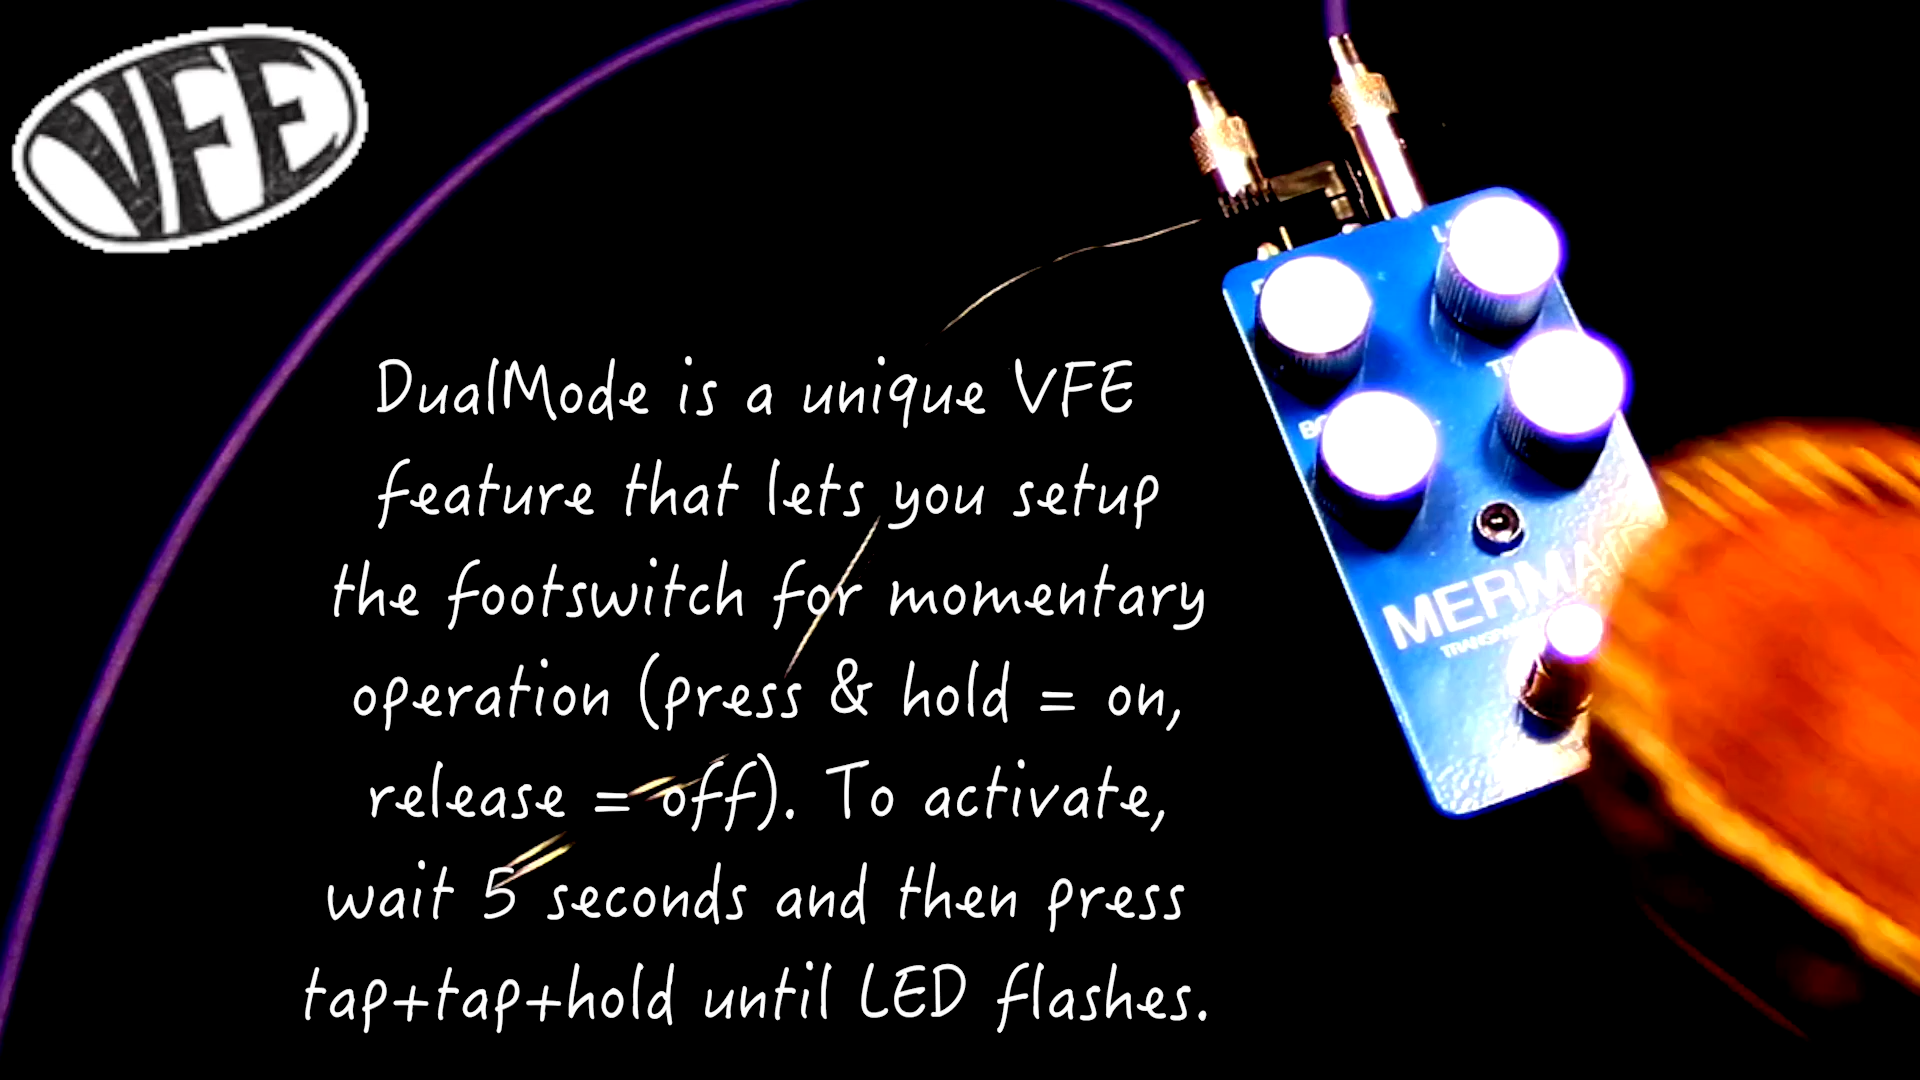 VFE
DualMode is a unique VFE
feature that lets you setup
the footswitch for momentary
operation (press & hold = on,
release = off). To activate,
wait 5 seconds and then press
tap+tap+hold until LED flashes.